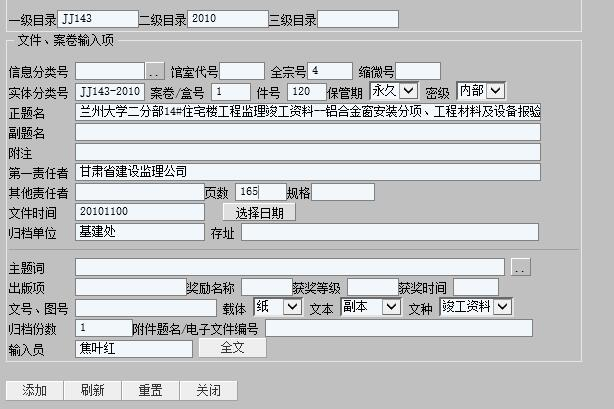 一级目录 JJ143 二级目录 2010 三级目录
文件、案卷输入项
信息分类号 .. 馆室代号 全宗号 4 缩微号
实体分类号 JJ143-2010 案卷/盒号 1 件号 120 保管期 永久 密级 内部
正题名 兰州大学二分部14#住宅楼工程监理竣工资料--铝合金窗安装分项、工程材料及设备报验
副题名
附注
第一责任者 甘肃省建设监理公司
其他责任者 页数 165 规格
文件时间 20101100 选择日期
归档单位 基建处 存址
主题词 ..
出版项 奖励名称 获奖等级 获奖时间
文号、图号 载体 纸 文本 副本 文种 竣工资料
归档份数 1 附件题名/电子文件编号
输入员 焦叶红 全文
添加 刷新 重置 关闭